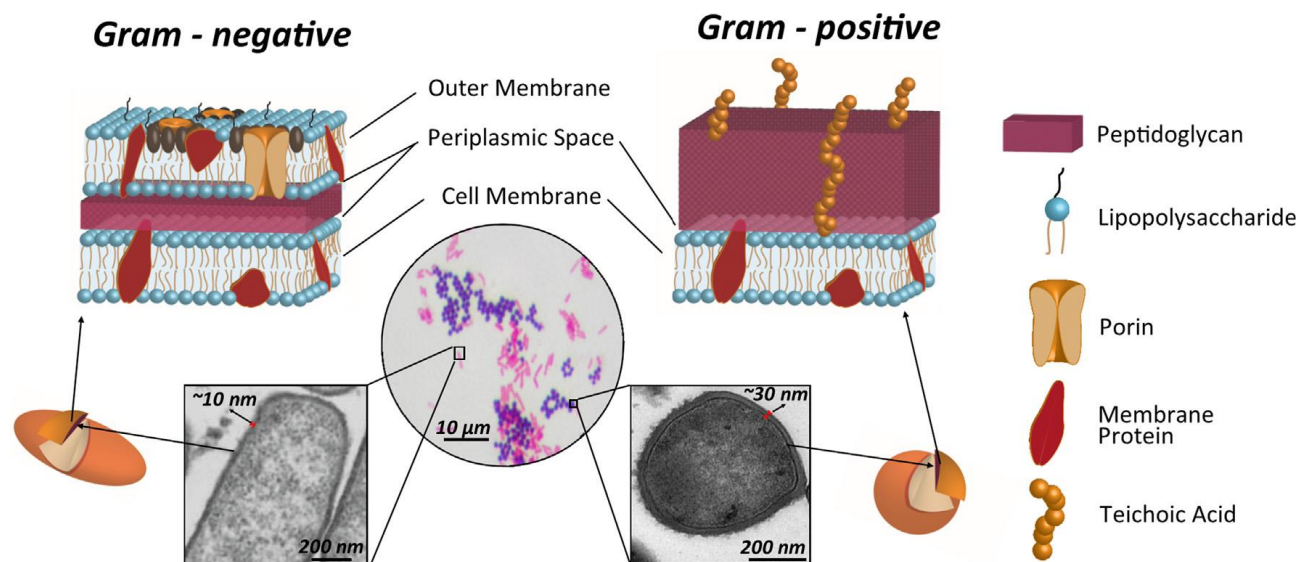 Gram - negative
Gram - positive
Outer Membrane
Periplasmic Space
Cell Membrane
~10 nm
200 nm
10 µm
~30 nm
200 nm
Peptidoglycan
Lipopolysaccharide
Porin
Membrane
Protein
Teichoic Acid